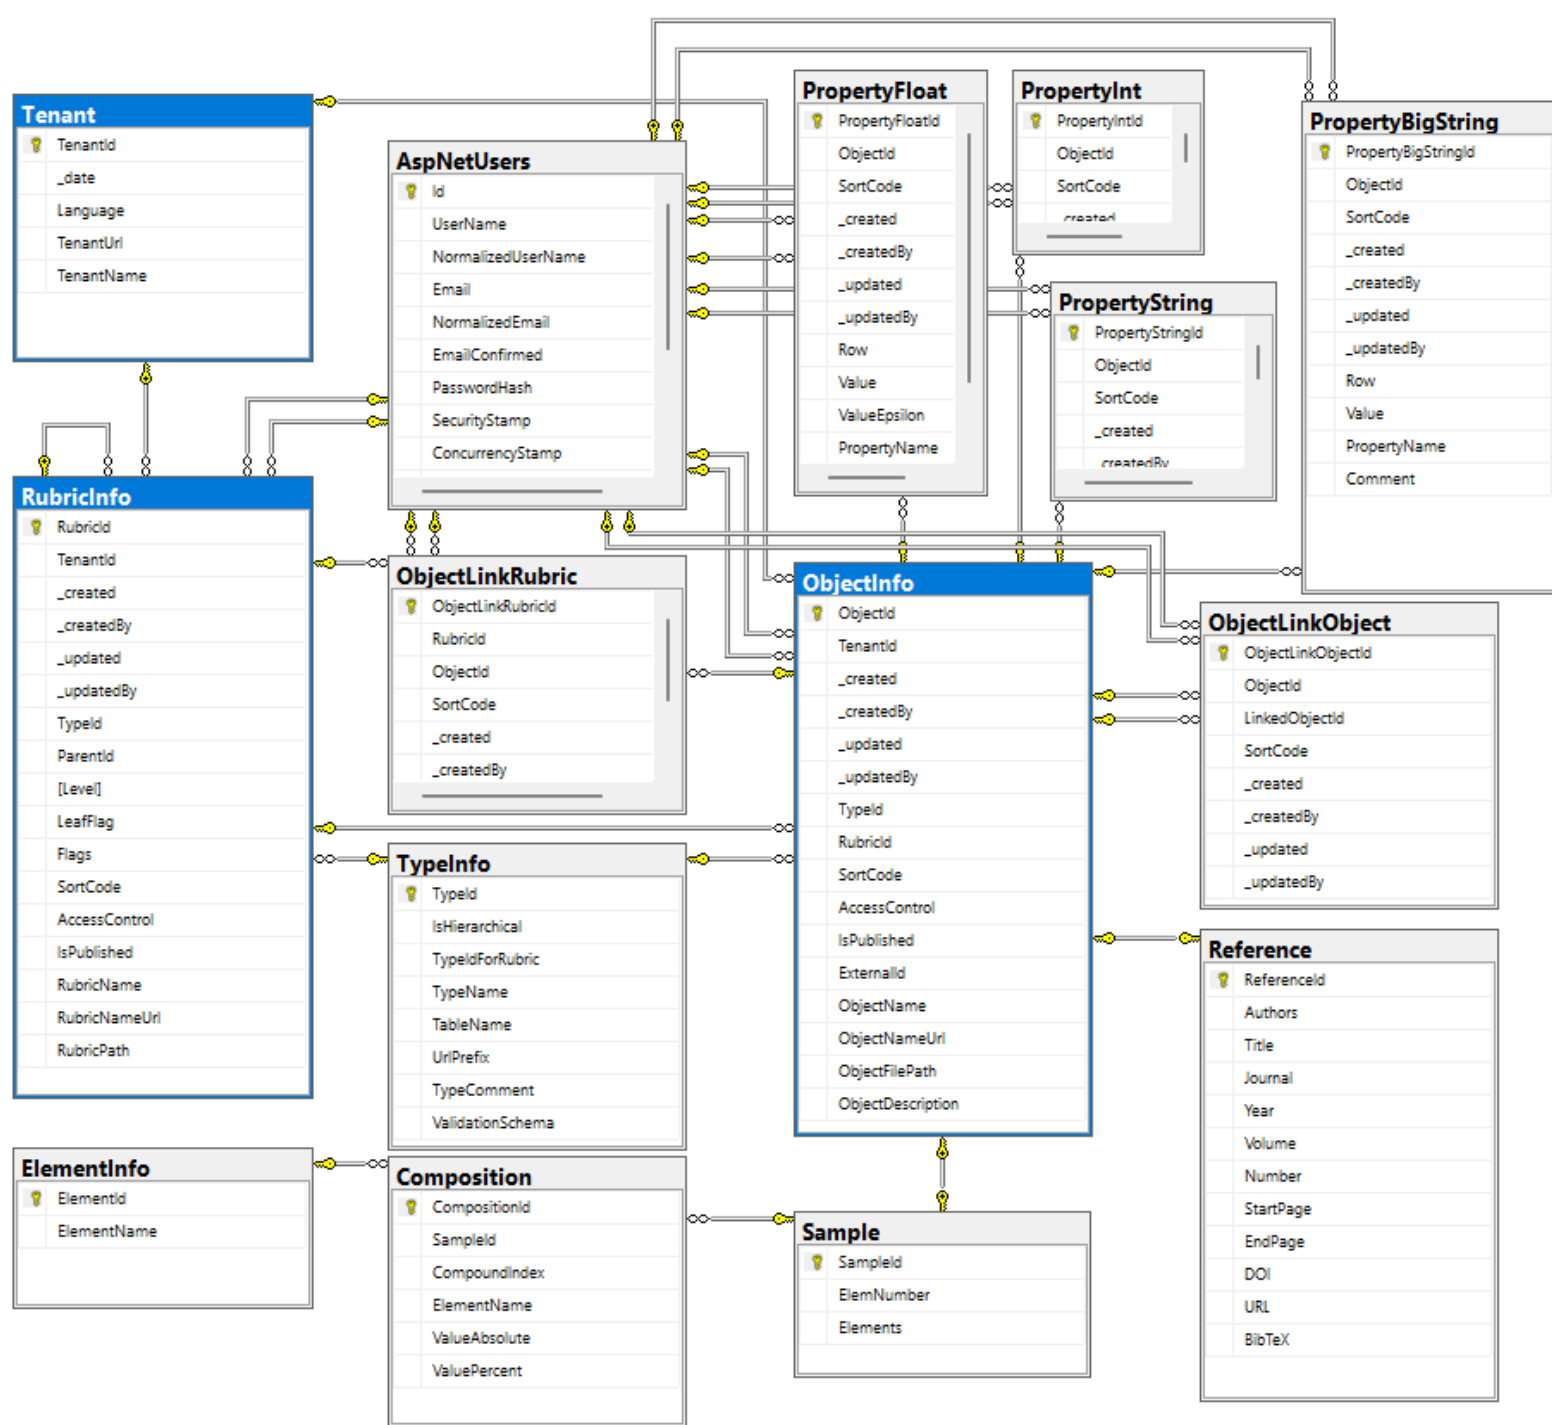 Tenant
TenantId
_date
Language
TenantUrl
TenantName
AspNetUsers
Id
UserName
NormalizedUserName
Email
NormalizedEmail
EmailConfirmed
PasswordHash
SecurityStamp
ConcurrencyStamp
PropertyFloat
PropertyFloatId
ObjectId
SortCode
_created
_createdBy
_updated
_updatedBy
Row
Value
ValueEpsilon
PropertyName
PropertyInt
PropertyIntId
ObjectId
SortCode
_created
PropertyString
PropertyStringId
ObjectId
SortCode
_created
_createdBy
PropertyBigString
PropertyBigStringId
ObjectId
SortCode
_created
_createdBy
_updated
_updatedBy
Row
Value
PropertyName
Comment
RubricInfo
RubricId
TenantId
_created
_createdBy
_updated
_updatedBy
TypeId
ParentId
[Level]
LeafFlag
Flags
SortCode
AccessControl
IsPublished
RubricName
RubricNameUrl
RubricPath
ObjectLinkRubric
ObjectLinkRubricId
RubricId
ObjectId
SortCode
_created
_createdBy
ObjectInfo
ObjectId
TenantId
_created
_createdBy
_updated
_updatedBy
TypeId
RubricId
SortCode
AccessControl
IsPublished
ExternalId
ObjectName
ObjectNameUrl
ObjectFilePath
ObjectDescription
ObjectLinkObject
ObjectLinkObjectId
ObjectId
LinkedObjectId
SortCode
_created
_createdBy
_updated
_updatedBy
TypeInfo
TypeId
IsHierarchical
TypeIdForRubric
TypeName
TableName
UrlPrefix
TypeComment
ValidationSchema
Reference
ReferenceId
Authors
Title
Journal
Year
Volume
Number
StartPage
EndPage
DOI
URL
BibTeX
ElementInfo
ElementId
ElementName
Composition
CompositionId
SampleId
CompoundIndex
ElementName
ValueAbsolute
ValuePercent
Sample
SampleId
ElemNumber
Elements